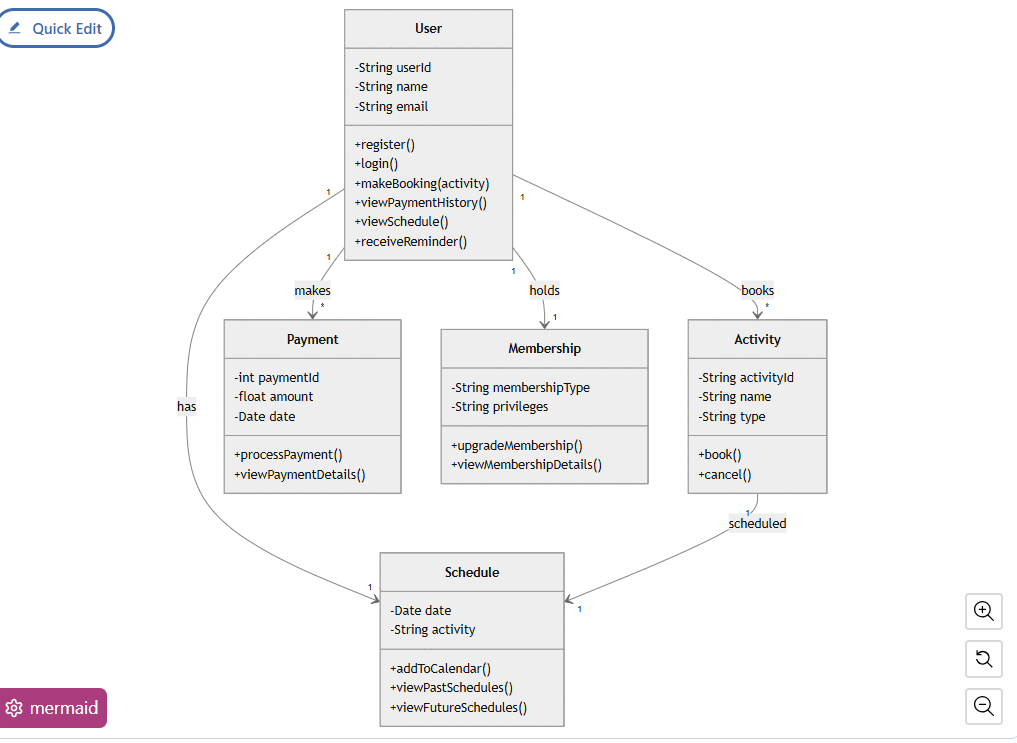 Quick Edit
User
-String userId
-String name
-String email
+register()
+login()
+makeBooking(activity)
+viewPaymentHistory()
+viewSchedule()
+receiveReminder()
1
1
1
1
makes
*
holds
1
books
*
has
Payment
-int paymentId
-float amount
-Date date
+processPayment()
+viewPaymentDetails()
Membership
-String membershipType
-String privileges
+upgradeMembership()
+viewMembershipDetails()
Activity
-String activityId
-String name
-String type
+book()
+cancel()
1
scheduled
1
1
Schedule
-Date date
-String activity
+addToCalendar()
+viewPastSchedules()
+viewFutureSchedules()
mermaid